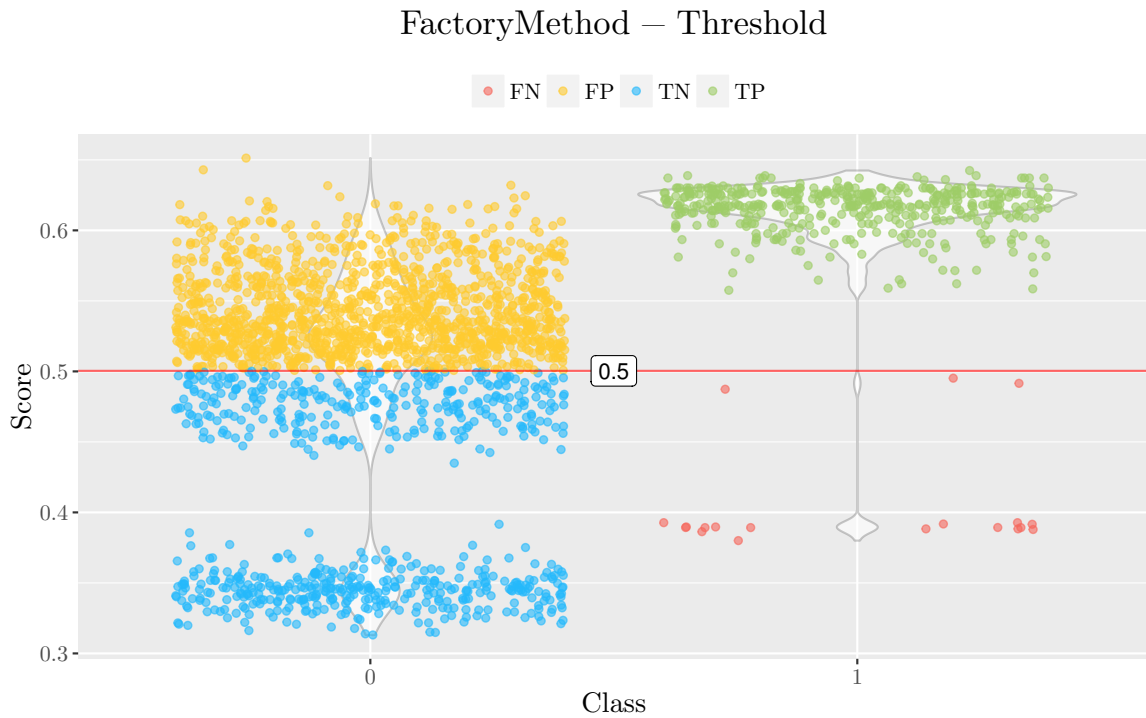 FactoryMethod – Threshold
FN FP TN TP
Score
0.6
0.5
0.4
0.3
0.5
0 1
Class